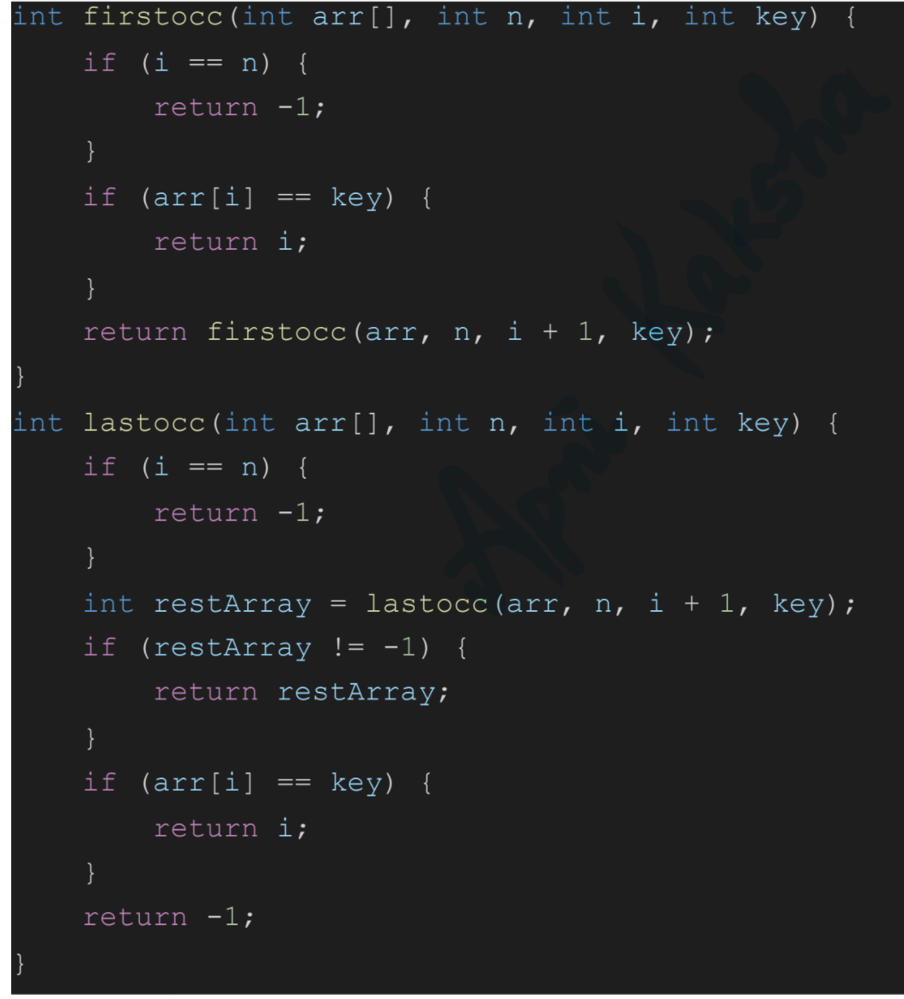 int firstocc(int arr[], int n, int i, int key) {
    if (i == n) {
        return -1;
    }
    if (arr[i] == key) {
        return i;
    }
    return firstocc(arr, n, i + 1, key);
}
int lastocc(int arr[], int n, int i, int key) {
    if (i == n) {
        return -1;
    }
    int restArray = lastocc(arr, n, i + 1, key);
    if (restArray != -1) {
        return restArray;
    }
    if (arr[i] == key) {
        return i;
    }
    return -1;
}
Apni Kaksha